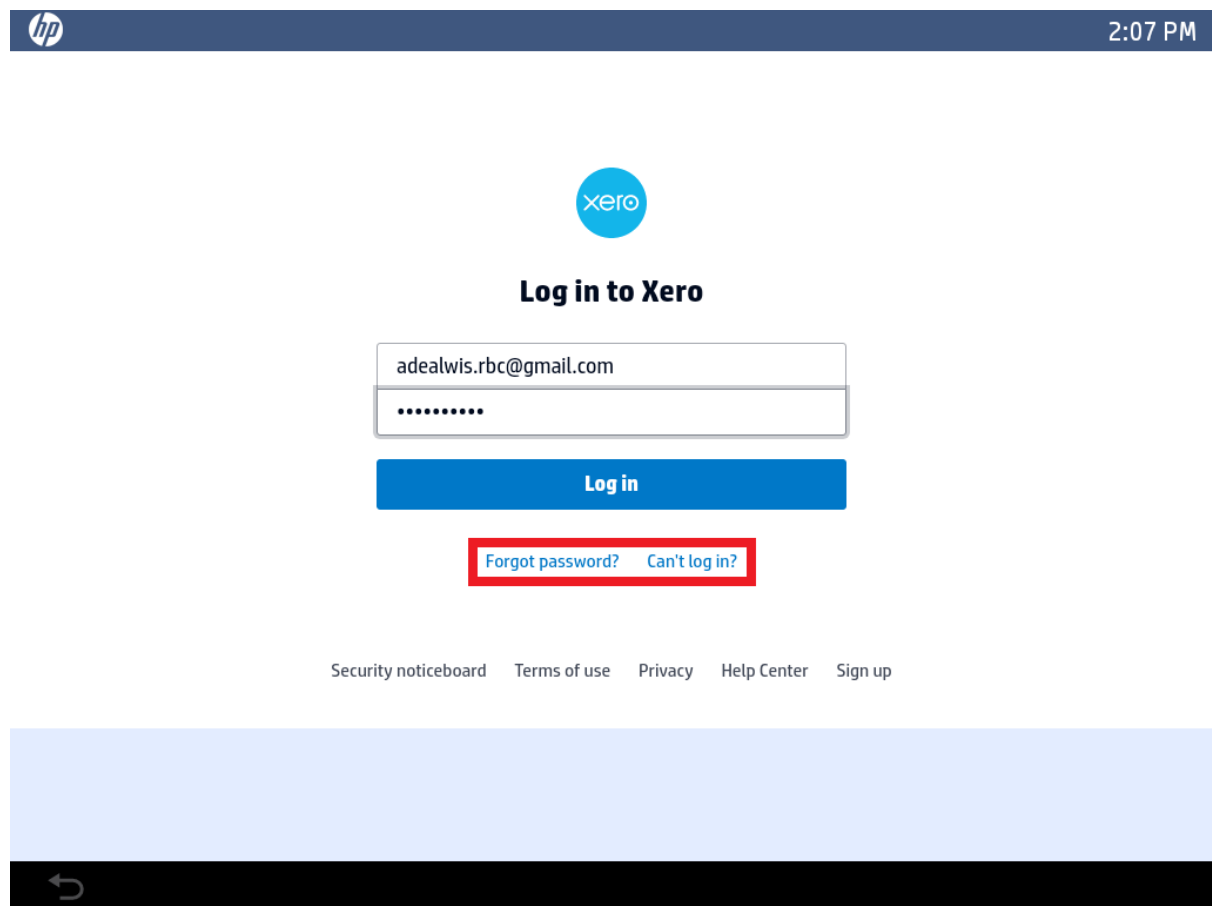 hp 2:07 PM
xero
Log in to Xero
adealwis.rbc@gmail.com
••••••••••
Log in
Forgot password? Can't log in?
Security noticeboard Terms of use Privacy Help Center Sign up